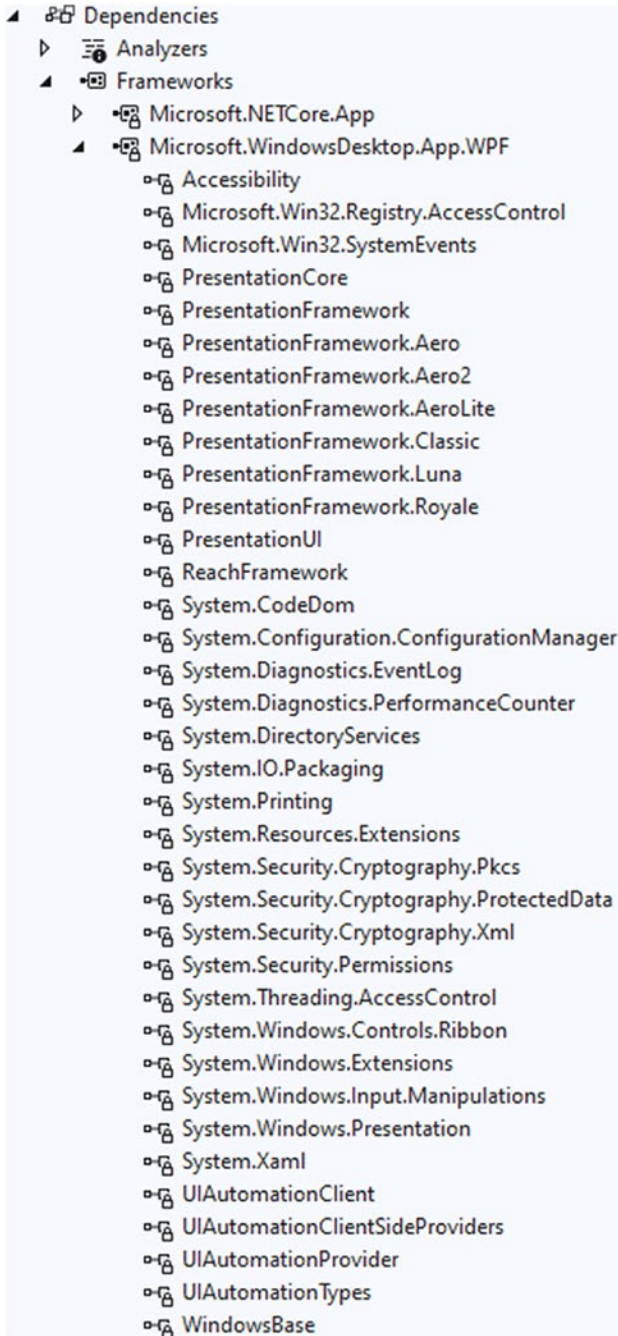 Dependencies
Analyzers
Frameworks
Microsoft.NETCore.App
Microsoft.WindowsDesktop.App.WPF
Accessibility
Microsoft.Win32.Registry.AccessControl
Microsoft.Win32.SystemEvents
PresentationCore
PresentationFramework
PresentationFramework.Aero
PresentationFramework.Aero2
PresentationFramework.AeroLite
PresentationFramework.Classic
PresentationFramework.Luna
PresentationFramework.Royale
PresentationUI
ReachFramework
System.CodeDom
System.Configuration.ConfigurationManager
System.Diagnostics.EventLog
System.Diagnostics.PerformanceCounter
System.DirectoryServices
System.IO.Packaging
System.Printing
System.Resources.Extensions
System.Security.Cryptography.Pkcs
System.Security.Cryptography.ProtectedData
System.Security.Cryptography.Xml
System.Security.Permissions
System.Threading.AccessControl
System.Windows.Controls.Ribbon
System.Windows.Extensions
System.Windows.Input.Manipulations
System.Windows.Presentation
System.Xaml
UIAutomationClient
UIAutomationClientSideProviders
UIAutomationProvider
UIAutomationTypes
WindowsBase